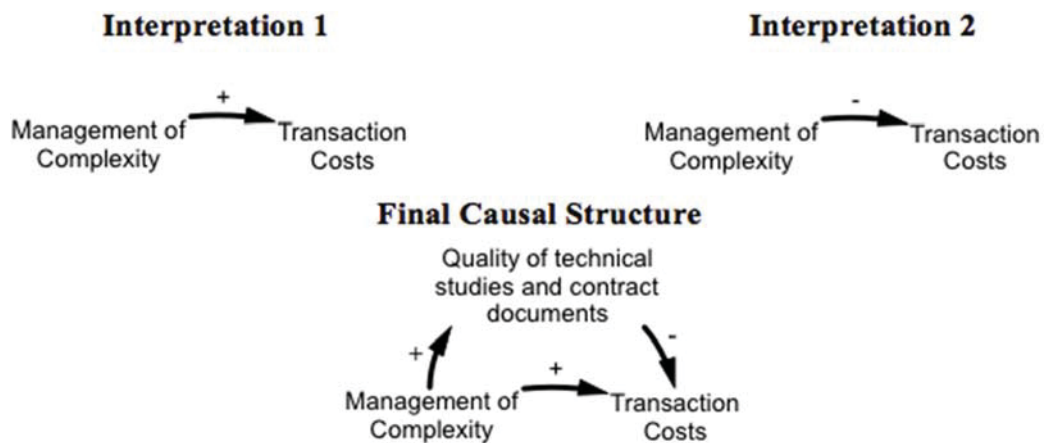 Interpretation 1
+
Management of
Complexity
Transaction
Costs
Interpretation 2
-
Management of
Complexity
Transaction
Costs
Final Causal Structure
Quality of technical
studies and contract
documents
+
-
+
Management of
Complexity
Transaction
Costs